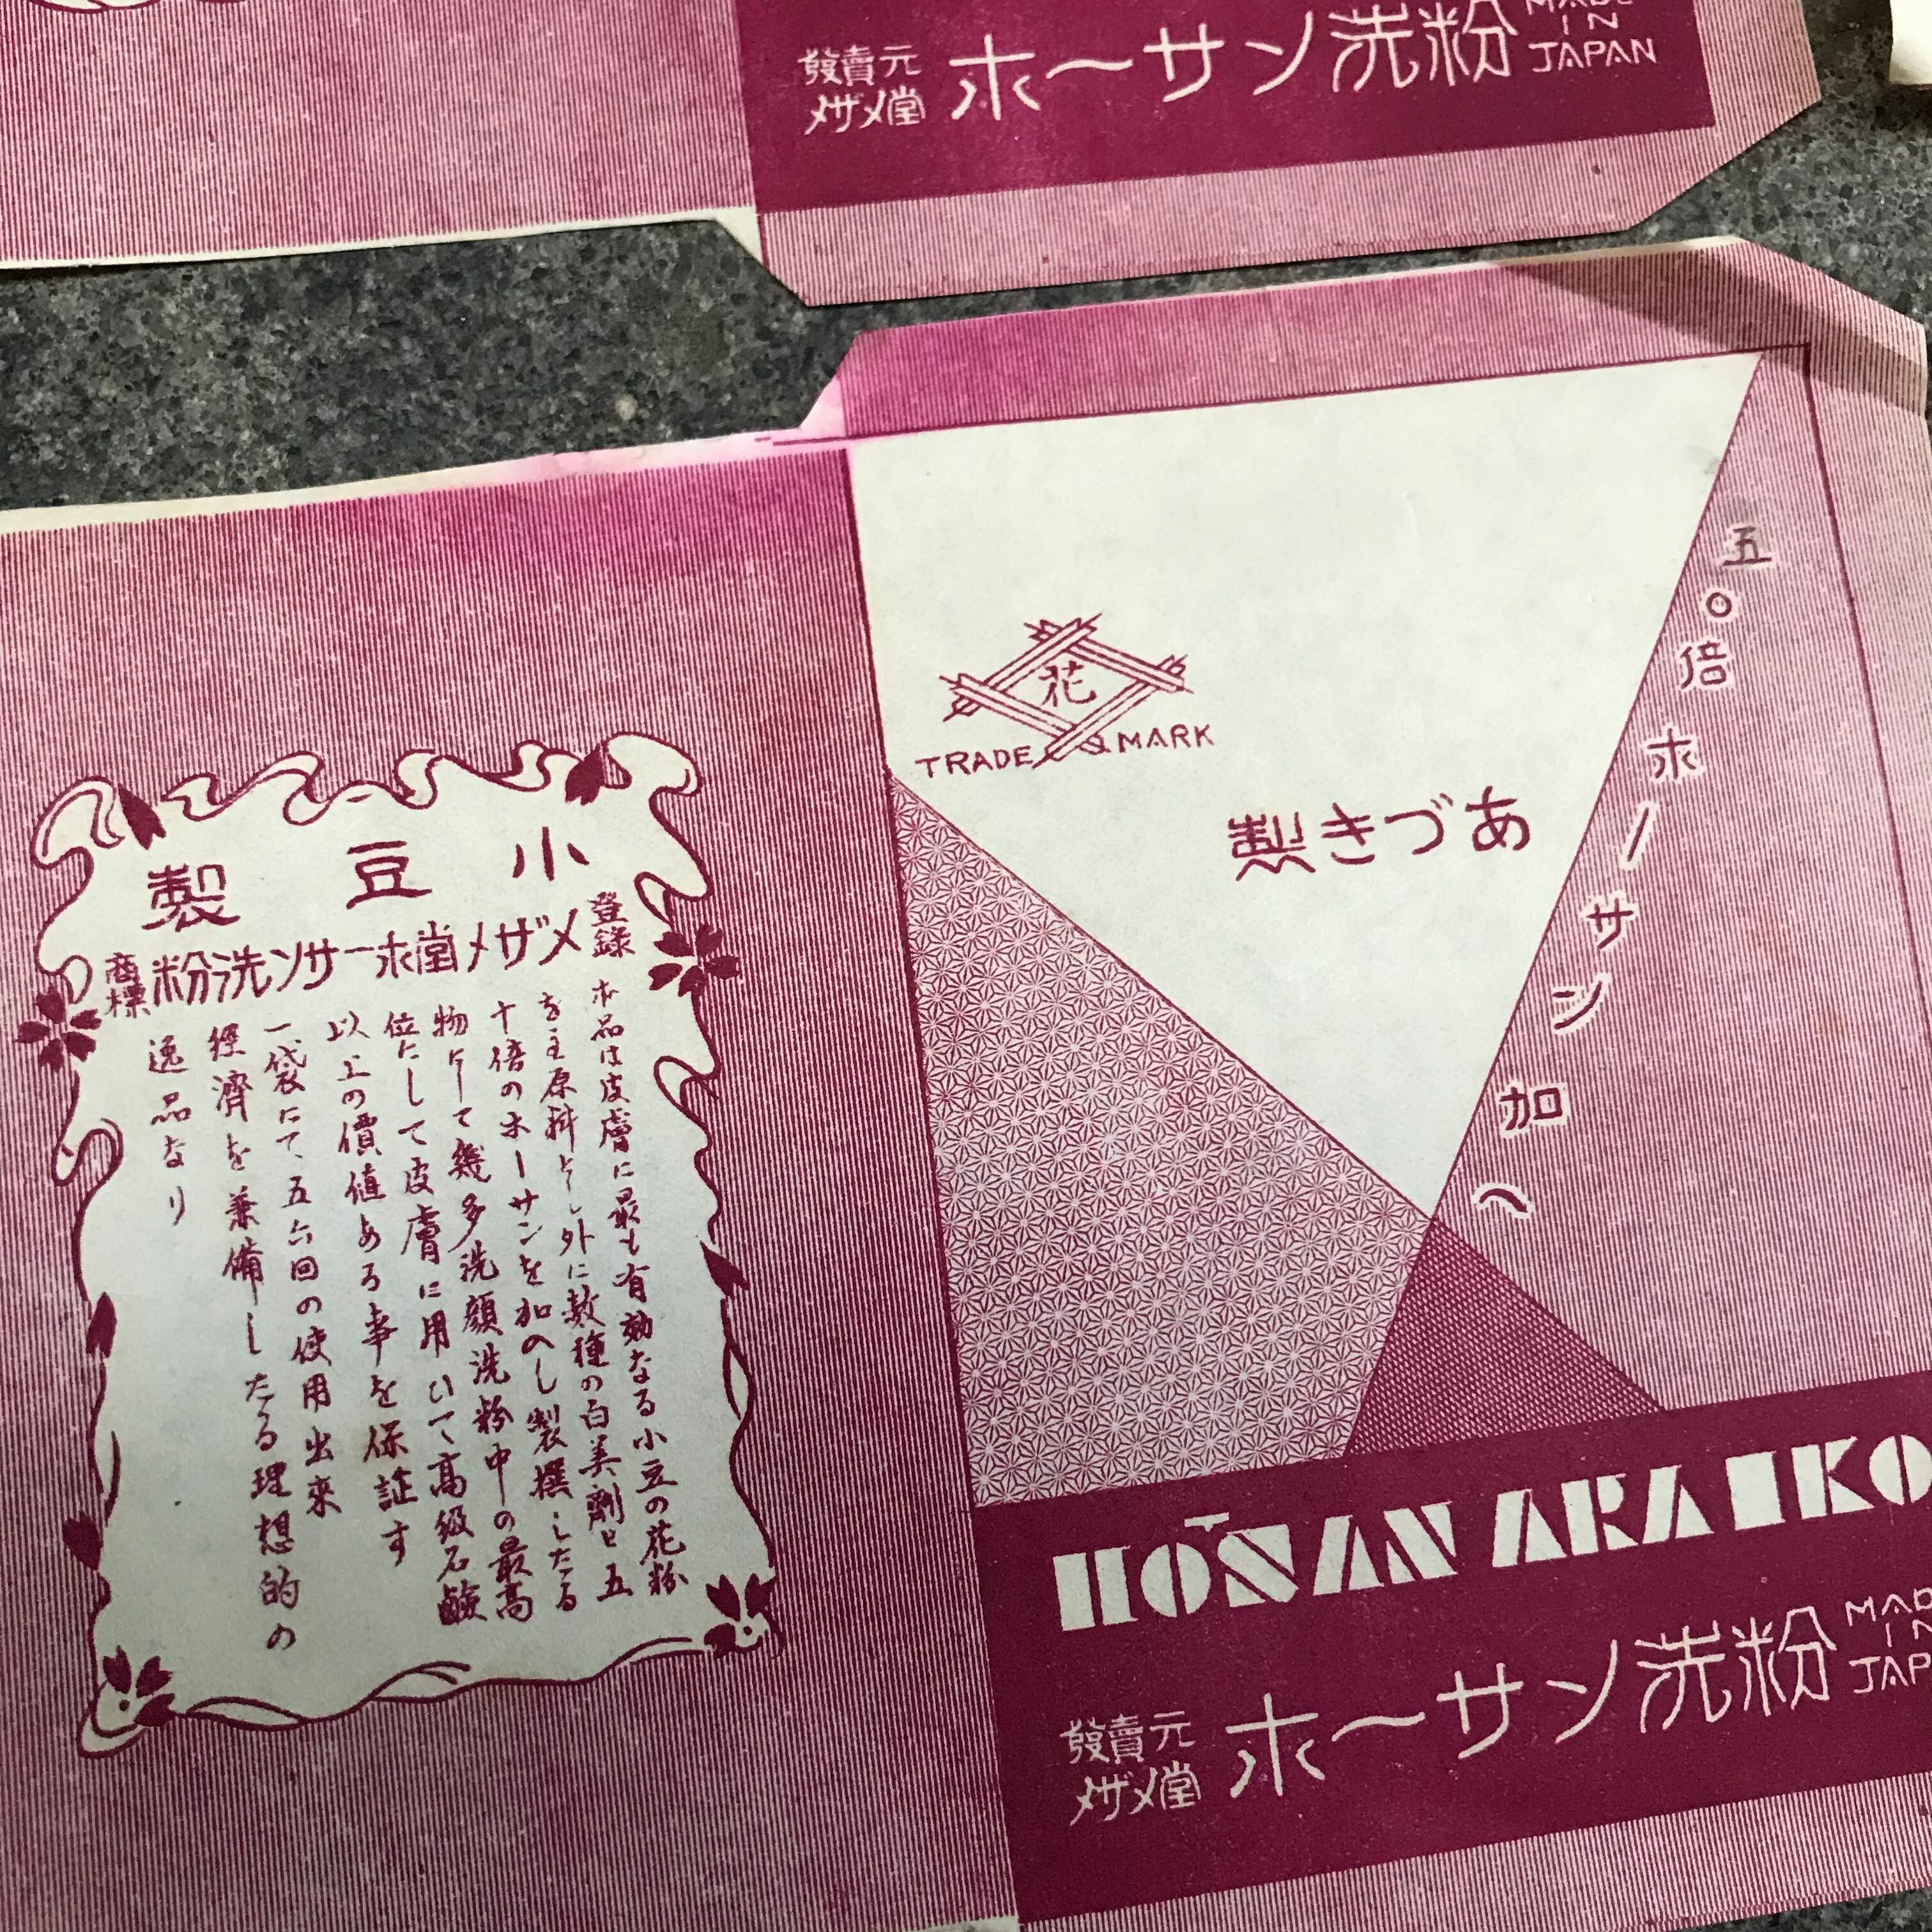 MADE
IN
JAPAN
發賣元
メザメ堂
ホーサン洗粉
TRADE MARK
花
あづき製
五〇倍ホーサン加へ
HŌSAN ARAIKO
發賣元
メザメ堂
ホーサン洗粉
小豆製
登錄
メザメ堂ホーサン洗粉
商標
本品は皮膚に最も有効なる小豆の花粉
を主原料とし外に数種の白美劑と五
十倍のホーサンを加へし製撰したる
物にして幾多洗顔洗粉中の最高
位にして皮膚に用いて高級石鹸
以上の價値ある事を保証す
一袋にて五六回の使用出來
經濟を兼備したる理想的の
逸品なり